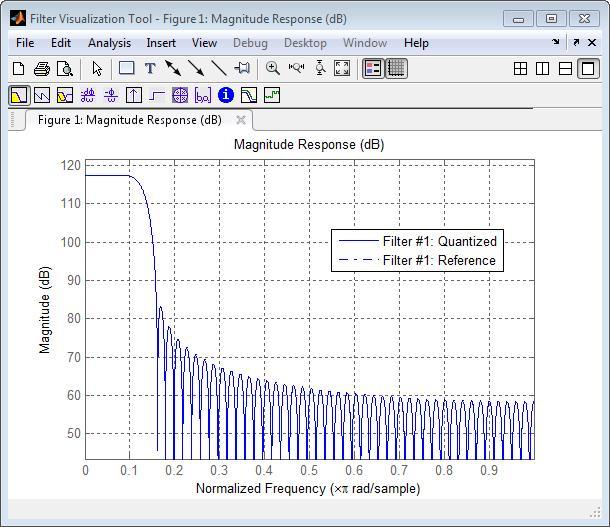 Filter Visualization Tool - Figure 1: Magnitude Response (dB)
File Edit Analysis Insert View Debug Desktop Window Help
Figure 1: Magnitude Response (dB)
Magnitude Response (dB)
120
110
100
90
80
70
60
50
Magnitude (dB)
Filter #1: Quantized
Filter #1: Reference
0 0.1 0.2 0.3 0.4 0.5 0.6 0.7 0.8 0.9
Normalized Frequency (×π rad/sample)